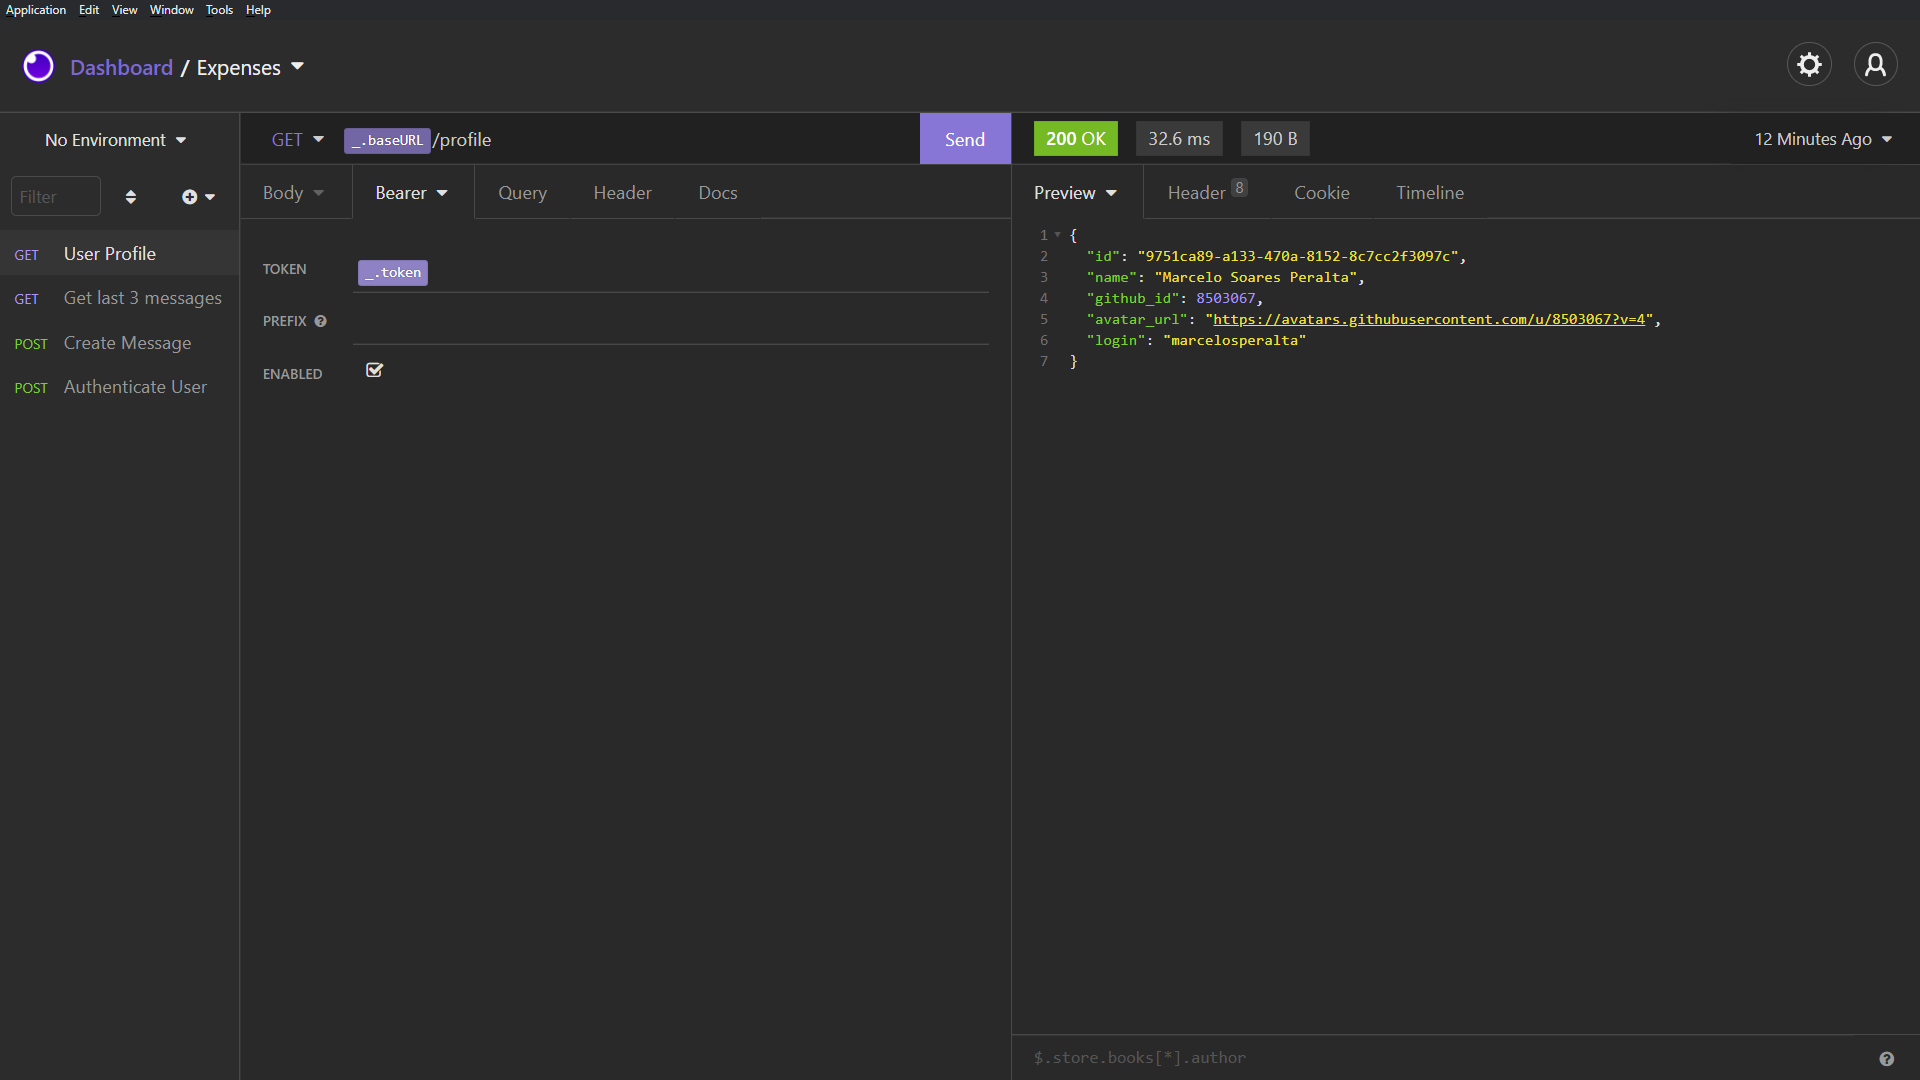 Application Edit View Window Tools Help
Dashboard / Expenses
No Environment
GET _.baseURL /profile Send
200 OK 32.6 ms 190 B 12 Minutes Ago
Filter
Body Bearer Query Header Docs
Preview Header 8 Cookie Timeline
GET User Profile
GET Get last 3 messages
POST Create Message
POST Authenticate User
TOKEN _.token
PREFIX
ENABLED
1 {
2 "id": "9751ca89-a133-470a-8152-8c7cc2f3097c",
3 "name": "Marcelo Soares Peralta",
4 "github_id": 8503067,
5 "avatar_url": "https://avatars.githubusercontent.com/u/8503067?v=4",
6 "login": "marcelosperalta"
7 }
$.store.books[*].author